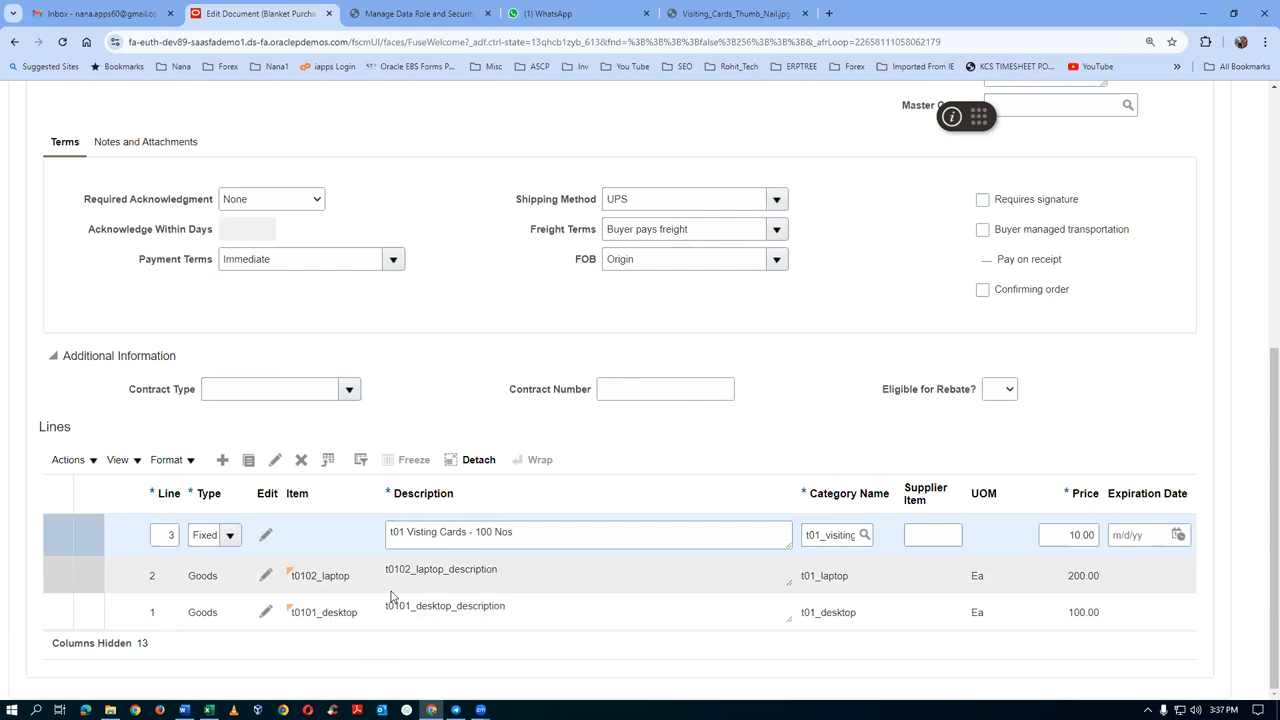 Inbox - nana.apps60@gmail.co
Edit Document (Blanket Purcha
Manage Data Role and Security
(1) WhatsApp
Visiting_Cards_Thumb_Nail.jpg
fa-euth-dev89-saasfademo1.ds-fa.oraclepdemos.com/fscmUI/faces/FuseWelcome?_adf.ctrl-state=13qhcb1zyb_613&fnd=%3B%3B%3B%3Bfalse%3B256%3B%3B%3B&_afrLoop=22658111058062179
Suggested Sites
Bookmarks
Nana
Forex
Nana1
iapps Login
Oracle EBS Forms P...
Misc
ASCP
Inv
You Tube
SEO
Rohit_Tech
ERPTREE
Forex
Imported From IE
KCS TIMESHEET PO...
YouTube
All Bookmarks
Master
Terms
Notes and Attachments
Required Acknowledgment
None
Shipping Method
UPS
Requires signature
Acknowledge Within Days
Freight Terms
Buyer pays freight
Buyer managed transportation
Payment Terms
Immediate
FOB
Origin
Pay on receipt
Confirming order
Additional Information
Contract Type
Contract Number
Eligible for Rebate?
Lines
Actions
View
Format
Freeze
Detach
Wrap
* Line * Type Edit Item * Description * Category Name Supplier Item UOM * Price Expiration Date
3 Fixed t01 Visting Cards - 100 Nos t01_visiting 10.00 m/d/yy
2 Goods t0102_laptop t0102_laptop_description t01_laptop Ea 200.00
1 Goods t0101_desktop t0101_desktop_description t01_desktop Ea 100.00
Columns Hidden 13
3:37 PM